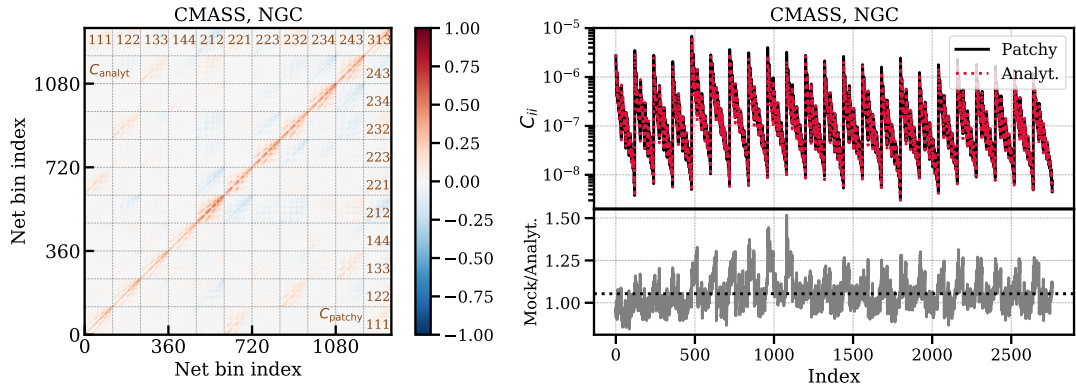 CMASS, NGC
111 122 133 144 212 221 223 232 234 243 313
C_analyt
243
234
232
223
221
212
144
133
122
111
C_patchy
1080
720
360
0
Net bin index
0 360 720 1080
Net bin index
1.00
0.75
0.50
0.25
0.00
−0.25
−0.50
−0.75
−1.00
CMASS, NGC
10⁻⁵
10⁻⁶
10⁻⁷
10⁻⁸
C_ii
Patchy
Analyt.
1.50
1.25
1.00
Mock/Analyt.
0 500 1000 1500 2000 2500
Index